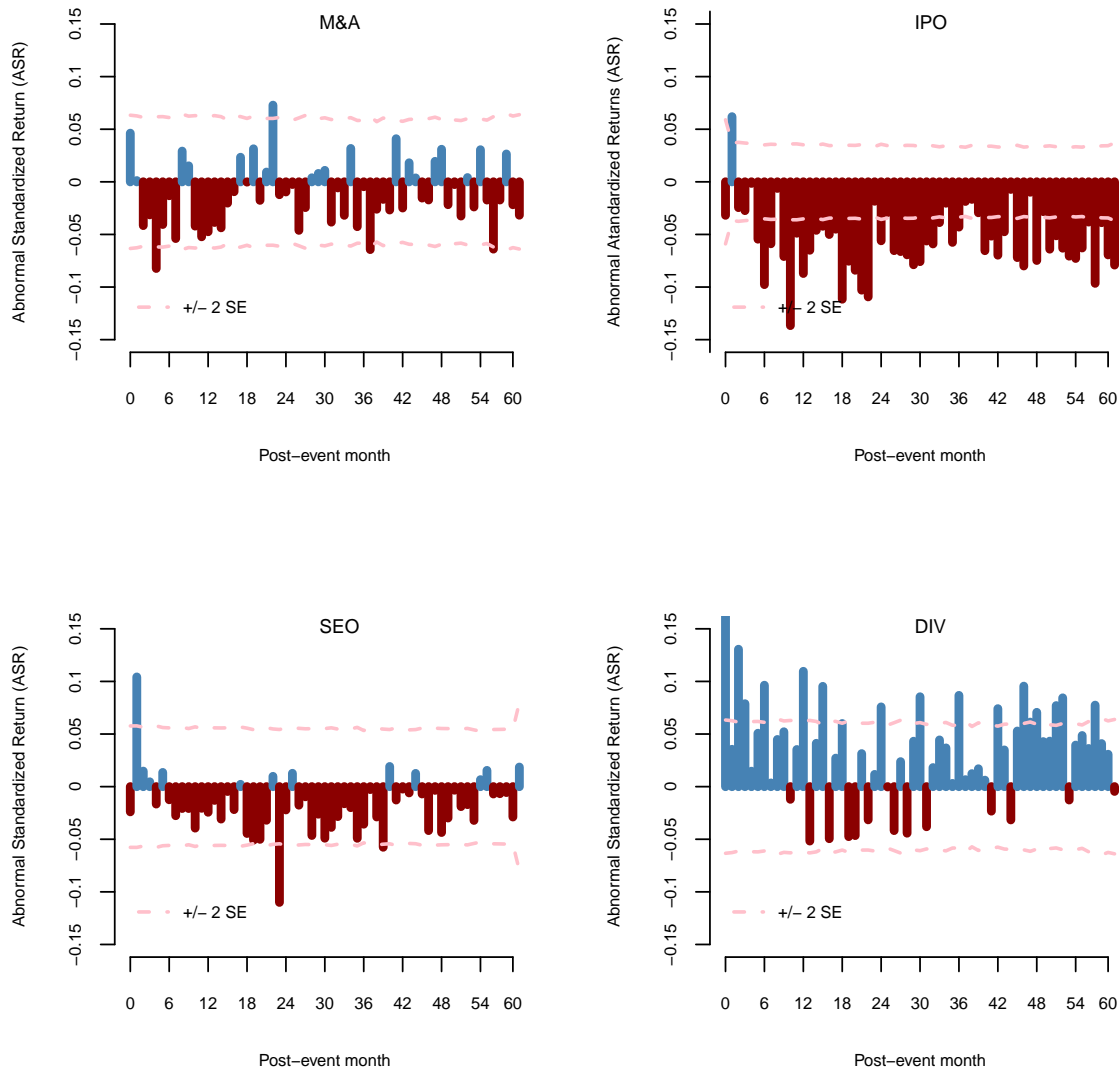 M&A
Abnormal Standardized Return (ASR)
0.15
0.1
0.05
0
−0.05
−0.1
−0.15
+/− 2 SE
0 6 12 18 24 30 36 42 48 54 60
Post−event month
IPO
Abnormal Atandardized Returns (ASR)
0.15
0.1
0.05
0
−0.05
−0.1
−0.15
+/− 2 SE
0 6 12 18 24 30 36 42 48 54 60
Post−event month
SEO
Abnormal Standardized Return (ASR)
0.15
0.1
0.05
0
−0.05
−0.1
−0.15
+/− 2 SE
0 6 12 18 24 30 36 42 48 54 60
Post−event month
DIV
Abnormal Standardized Return (ASR)
0.15
0.1
0.05
0
−0.05
−0.1
−0.15
+/− 2 SE
0 6 12 18 24 30 36 42 48 54 60
Post−event month